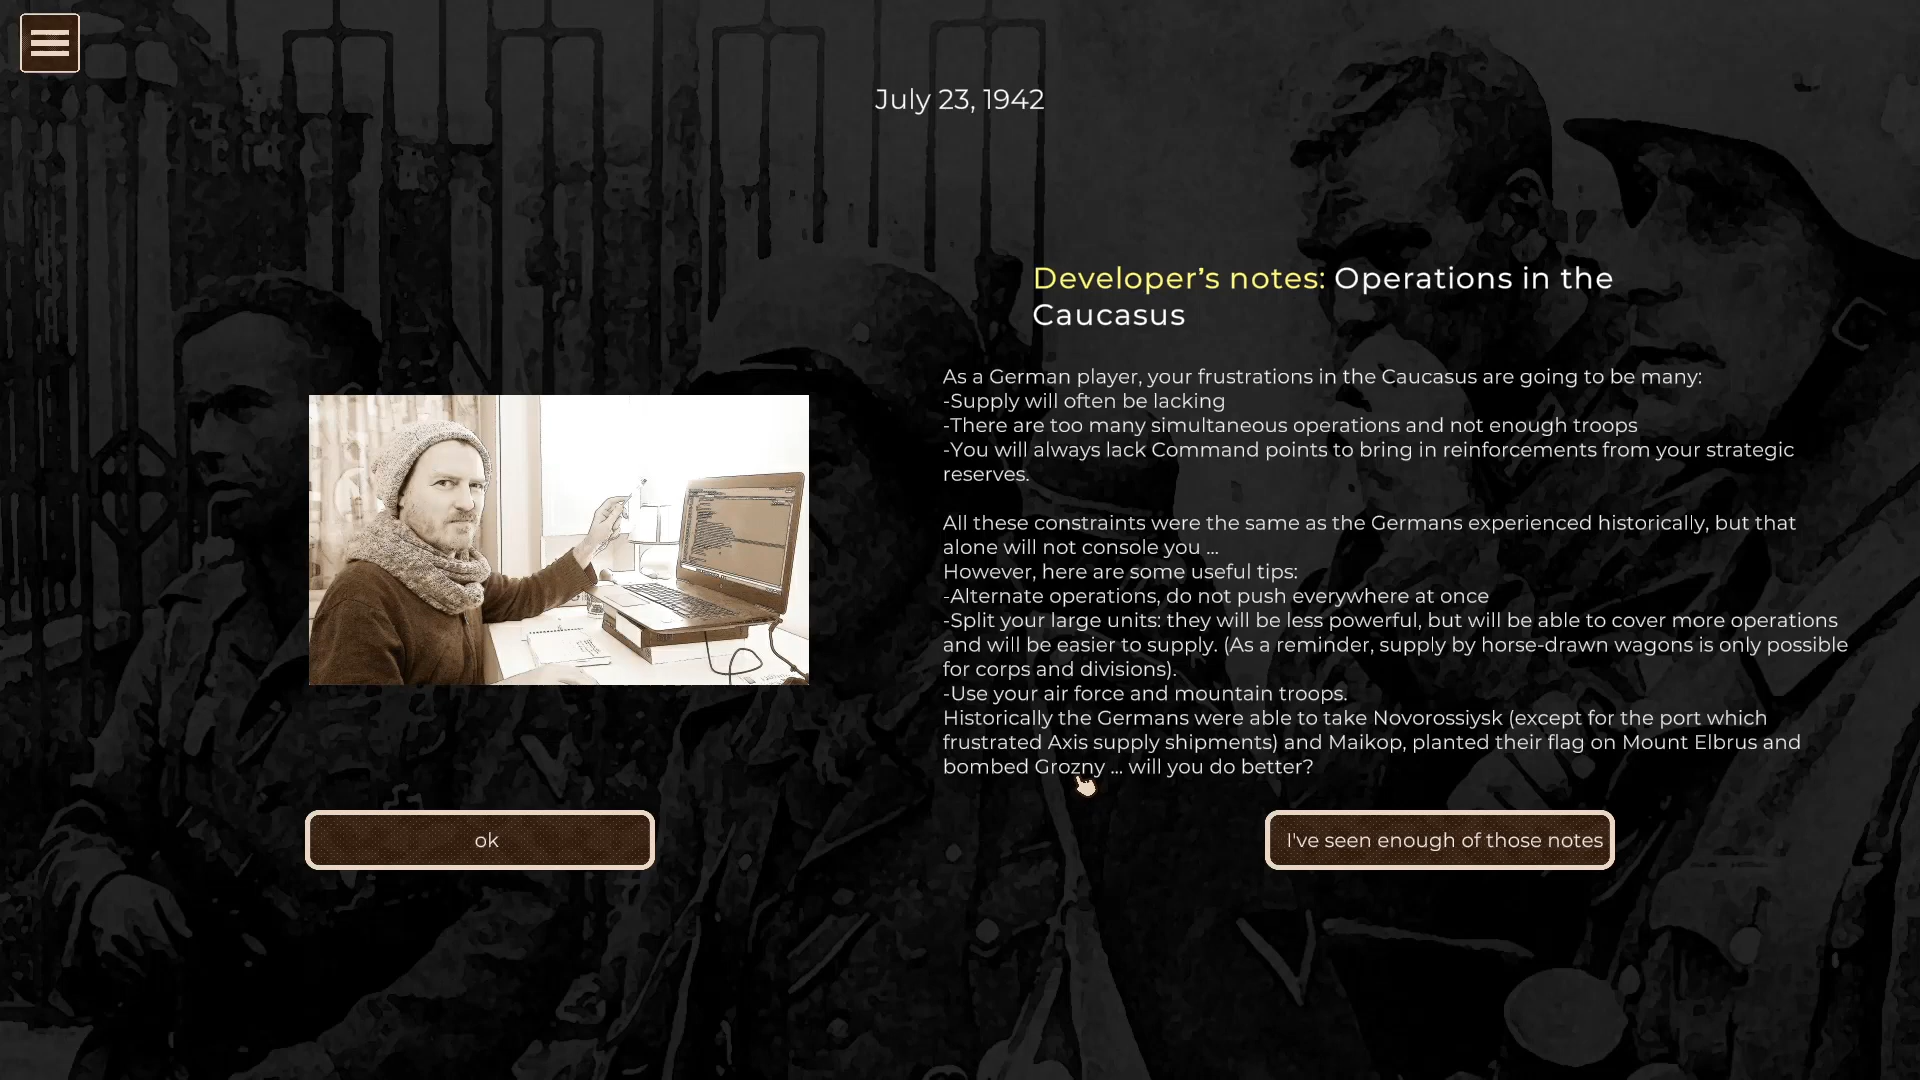 July 23, 1942
Developer’s notes: Operations in the
Caucasus
As a German player, your frustrations in the Caucasus are going to be many:
-Supply will often be lacking
-There are too many simultaneous operations and not enough troops
-You will always lack Command points to bring in reinforcements from your strategic
reserves.
All these constraints were the same as the Germans experienced historically, but that
alone will not console you ...
However, here are some useful tips:
-Alternate operations, do not push everywhere at once
-Split your large units: they will be less powerful, but will be able to cover more operations
and will be easier to supply. (As a reminder, supply by horse-drawn wagons is only possible
for corps and divisions).
-Use your air force and mountain troops.
Historically the Germans were able to take Novorossiysk (except for the port which
frustrated Axis supply shipments) and Maikop, planted their flag on Mount Elbrus and
bombed Grozny ... will you do better?
ok
I've seen enough of those notes